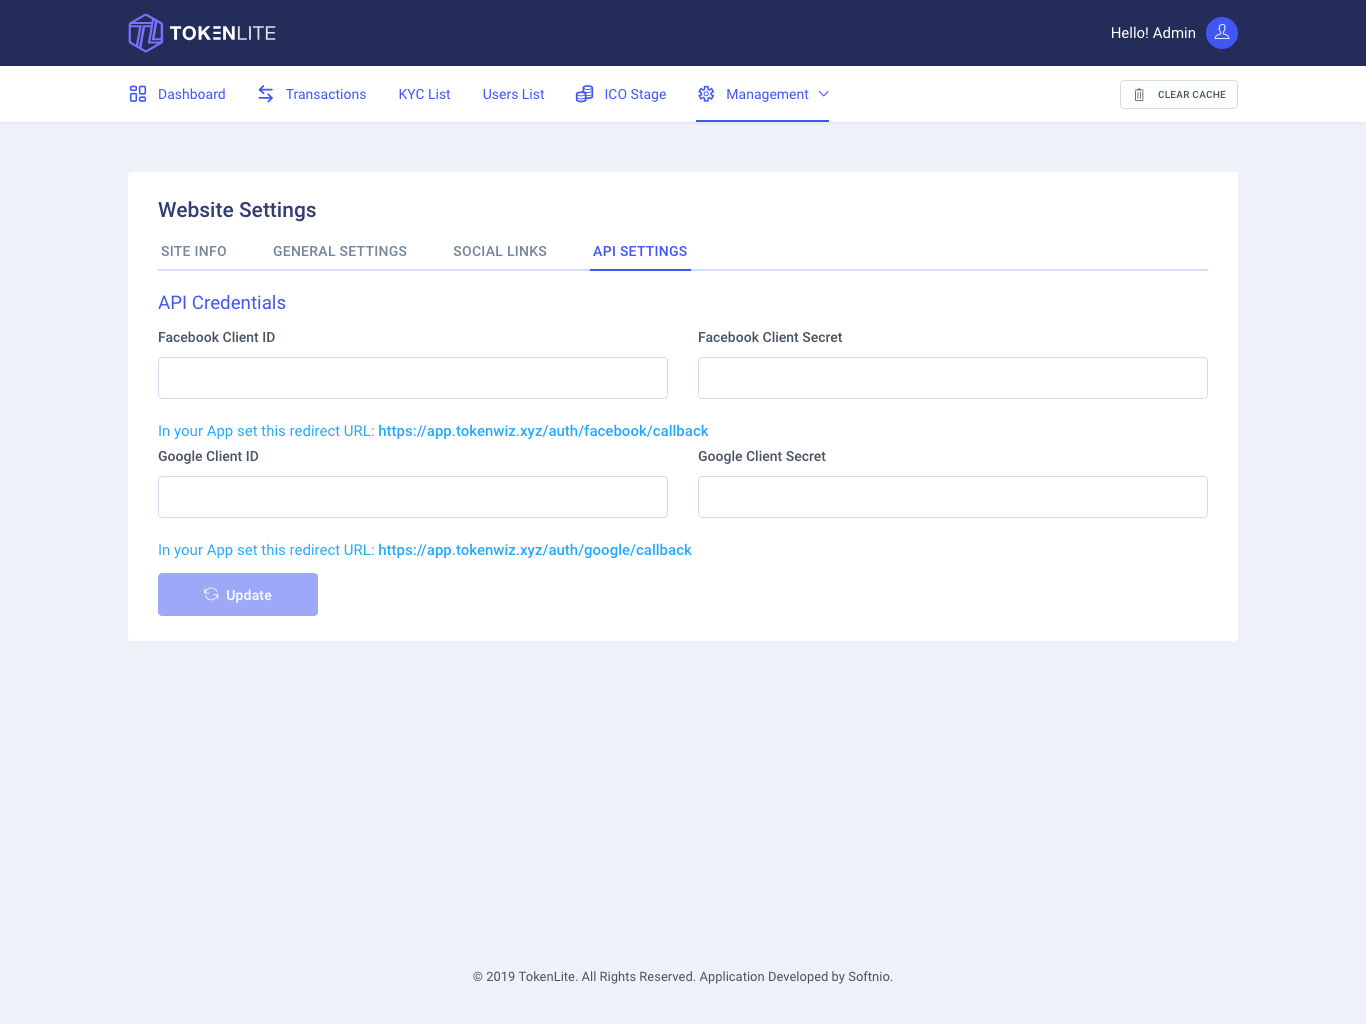 TOKENLITE
Hello! Admin
Dashboard Transactions KYC List Users List ICO Stage Management CLEAR CACHE
Website Settings
SITE INFO GENERAL SETTINGS SOCIAL LINKS API SETTINGS
API Credentials
Facebook Client ID Facebook Client Secret
In your App set this redirect URL: https://app.tokenwiz.xyz/auth/facebook/callback
Google Client ID Google Client Secret
In your App set this redirect URL: https://app.tokenwiz.xyz/auth/google/callback
Update
© 2019 TokenLite. All Rights Reserved. Application Developed by Softnio.